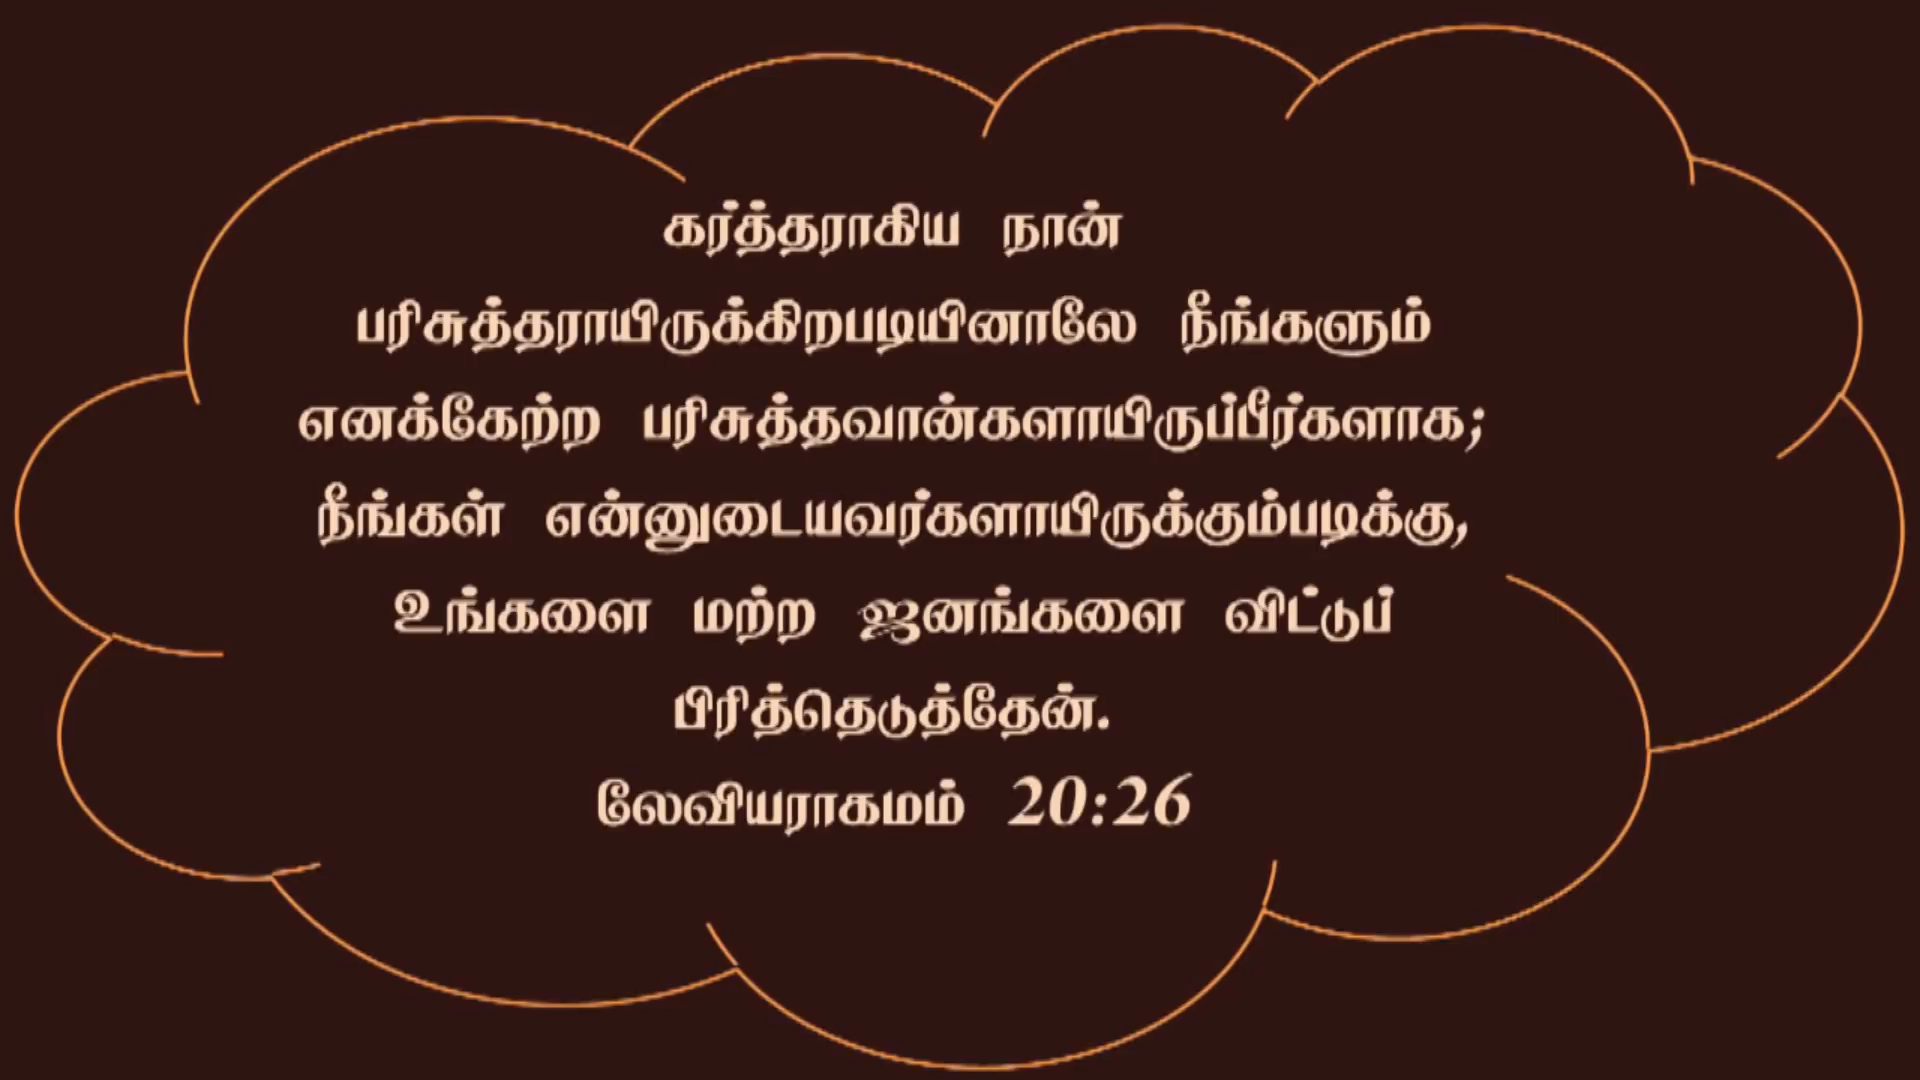 கர்த்தராகிய நான்
பரிசுத்தராயிருக்கிறபடியினாலே நீங்களும்
எனக்கேற்ற பரிசுத்தவான்களாயிருப்பீர்களாக;
நீங்கள் என்னுடையவர்களாயிருக்கும்படிக்கு,
உங்களை மற்ற ஜனங்களை விட்டுப்
பிரித்தெடுத்தேன்.
லேவியராகமம் 20:26